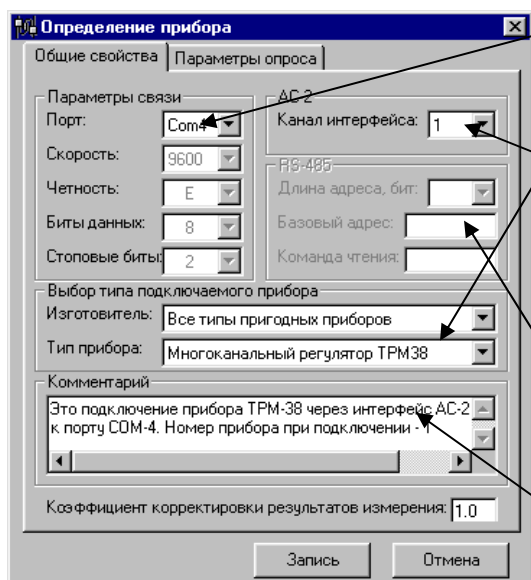 Определение прибора
Общие свойства Параметры опроса
Параметры связи
Порт: Com4
Скорость: 9600
Четность: E
Биты данных: 8
Стоповые биты: 2
AC-2
Канал интерфейса: 1
RS-485
Длина адреса, бит:
Базовый адрес:
Команда чтения:
Выбор типа подключаемого прибора
Изготовитель: Все типы пригодных приборов
Тип прибора: Многоканальный регулятор ТРМ38
Комментарий
Это подключение прибора ТРМ-38 через интерфейс АС-2
к порту СОМ-4. Номер прибора при подключении - 1
Коэффициент корректировки результатов измерения: 1.0
Запись Отмена